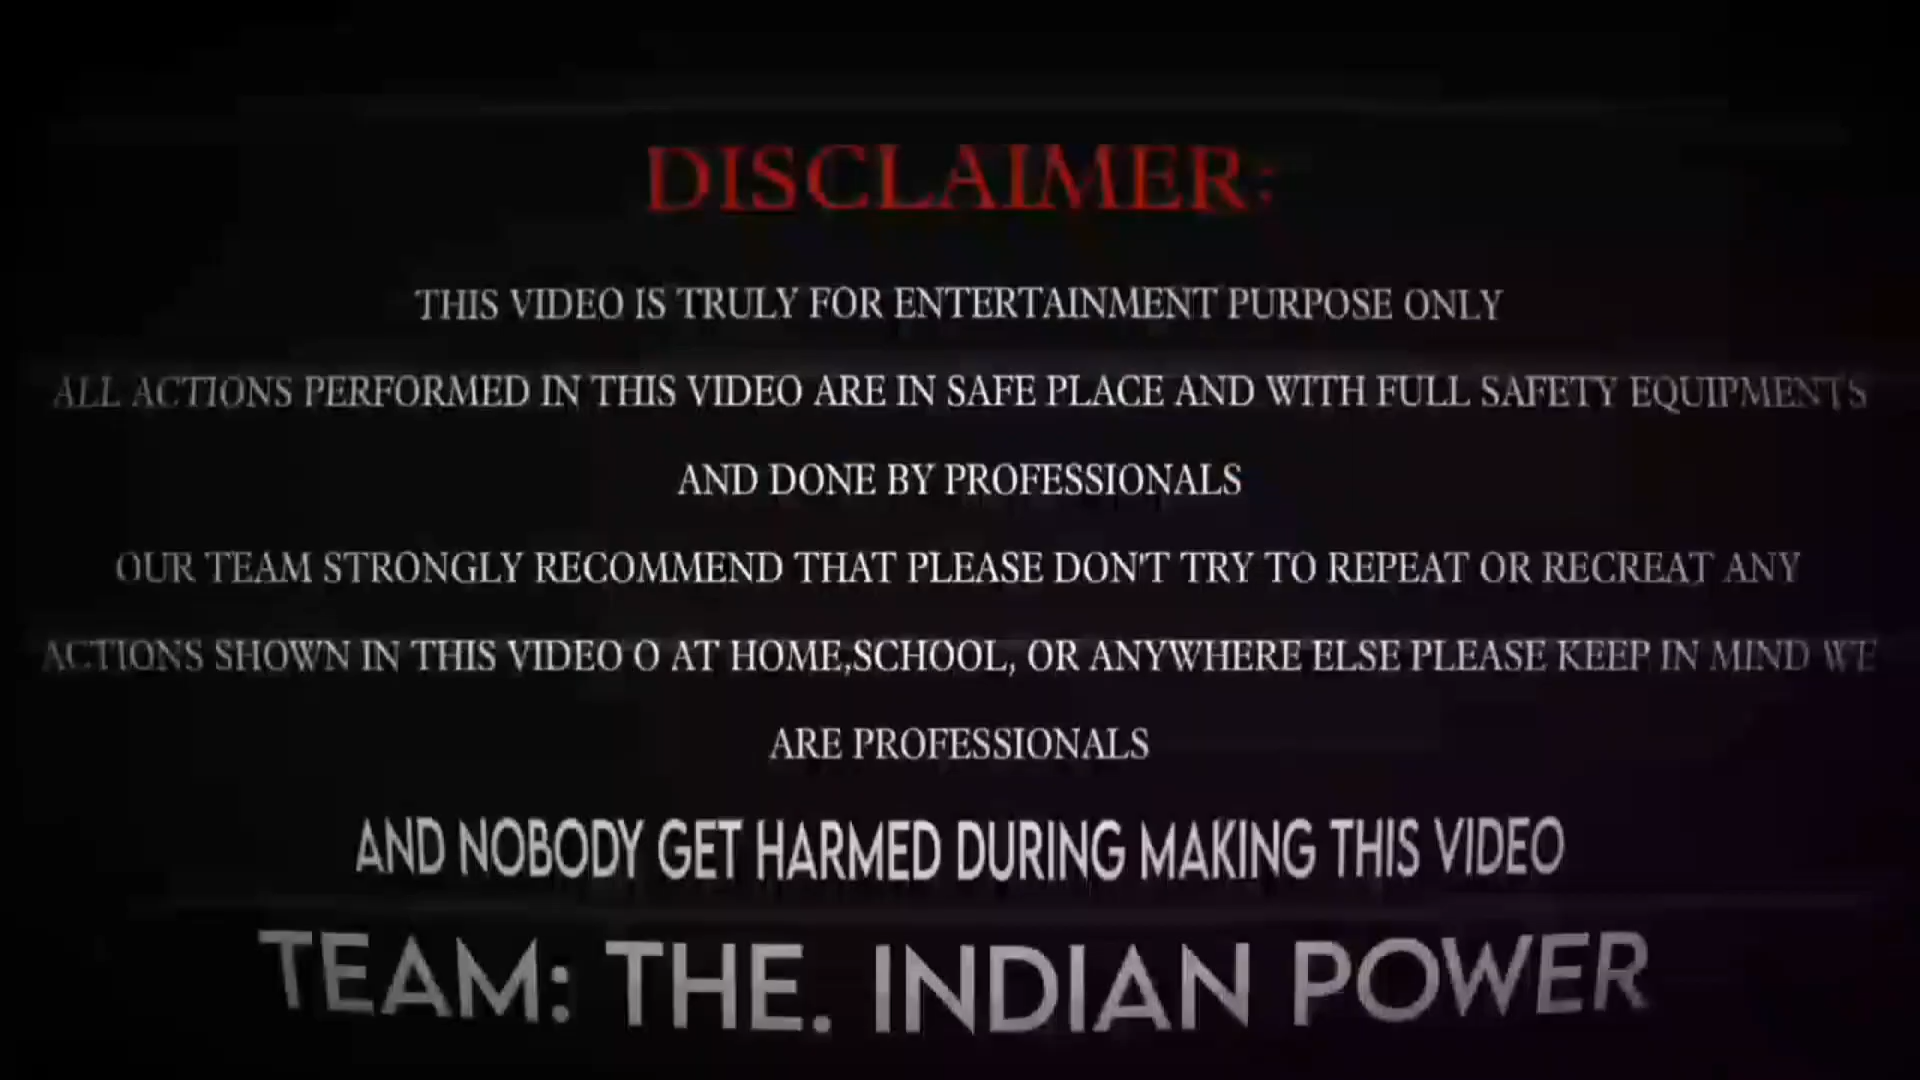 DISCLAIMER:
THIS VIDEO IS TRULY FOR ENTERTAINMENT PURPOSE ONLY
ALL ACTIONS PERFORMED IN THIS VIDEO ARE IN SAFE PLACE AND WITH FULL SAFETY EQUIPMENTS
AND DONE BY PROFESSIONALS
OUR TEAM STRONGLY RECOMMEND THAT PLEASE DON'T TRY TO REPEAT OR RECREAT ANY
ACTIONS SHOWN IN THIS VIDEO O AT HOME,SCHOOL, OR ANYWHERE ELSE PLEASE KEEP IN MIND WE
ARE PROFESSIONALS
AND NOBODY GET HARMED DURING MAKING THIS VIDEO
TEAM: THE. INDIAN POWER